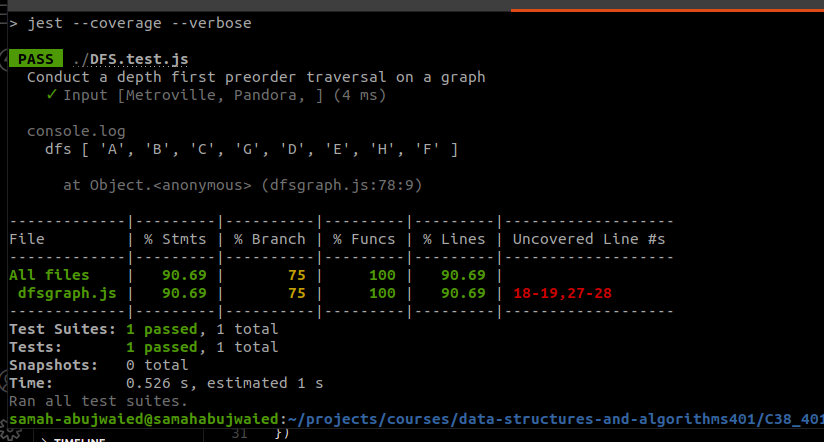 > jest --coverage --verbose
PASS ./DFS.test.js
Conduct a depth first preorder traversal on a graph
✓ Input [Metroville, Pandora, ] (4 ms)
console.log
dfs [ 'A', 'B', 'C', 'G', 'D', 'E', 'H', 'F' ]
at Object.<anonymous> (dfsgraph.js:78:9)
-------------|---------|----------|---------|---------|-------------------
File | % Stmts | % Branch | % Funcs | % Lines | Uncovered Line #s
-------------|---------|----------|---------|---------|-------------------
All files | 90.69 | 75 | 100 | 90.69 |
dfsgraph.js | 90.69 | 75 | 100 | 90.69 | 18-19,27-28
-------------|---------|----------|---------|---------|-------------------
Test Suites: 1 passed, 1 total
Tests: 1 passed, 1 total
Snapshots: 0 total
Time: 0.526 s, estimated 1 s
Ran all test suites.
samah-abujwaied@samahabujwaied:~/projects/courses/data-structures-and-algorithms401/C38_401
> TIMELINE 31 })